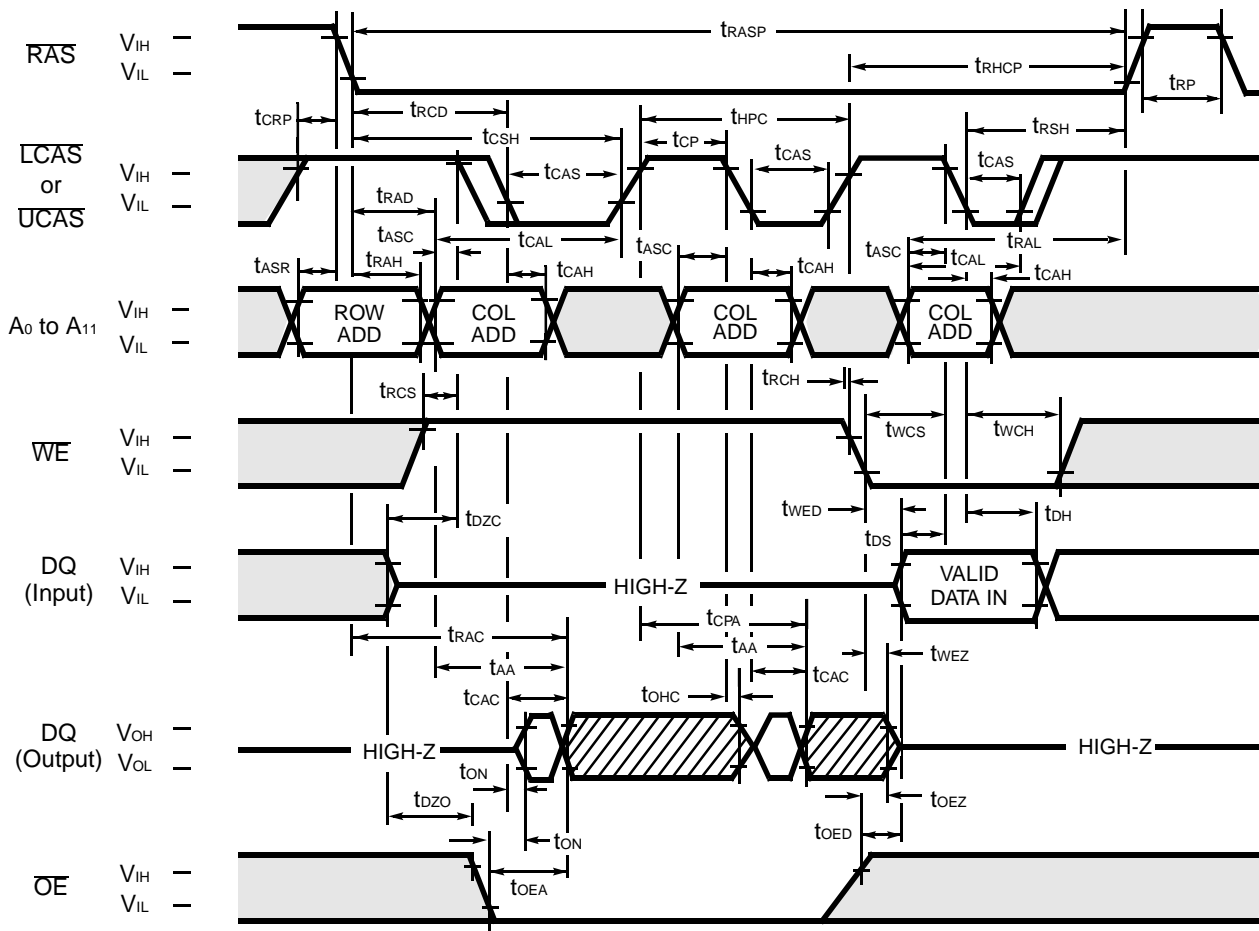 RAS
VIH
VIL
tRASP
tRHCP
tRP
tCRP
tRCD
tHPC
tRSH
tCSH
tCP
LCAS
or
UCAS
VIH
VIL
tCAS
tCAS
tCAS
tRAD
tASC
tCAL
tASC
tASC
tRAL
tCAL
tASR
tRAH
tCAH
tCAH
tCAH
A0 to A11
VIH
VIL
ROW
ADD
COL
ADD
COL
ADD
COL
ADD
tRCS
tRCH
WE
VIH
VIL
tWCS
tWCH
tDZC
tWED
tDS
tDH
DQ
(Input)
VIH
VIL
HIGH-Z
VALID
DATA IN
tCPA
tRAC
tAA
tAA
tWEZ
tCAC
tOHC
tCAC
DQ
(Output)
VOH
VOL
HIGH-Z
HIGH-Z
tON
tDZO
tOEZ
tON
tOED
OE
VIH
VIL
tOEA